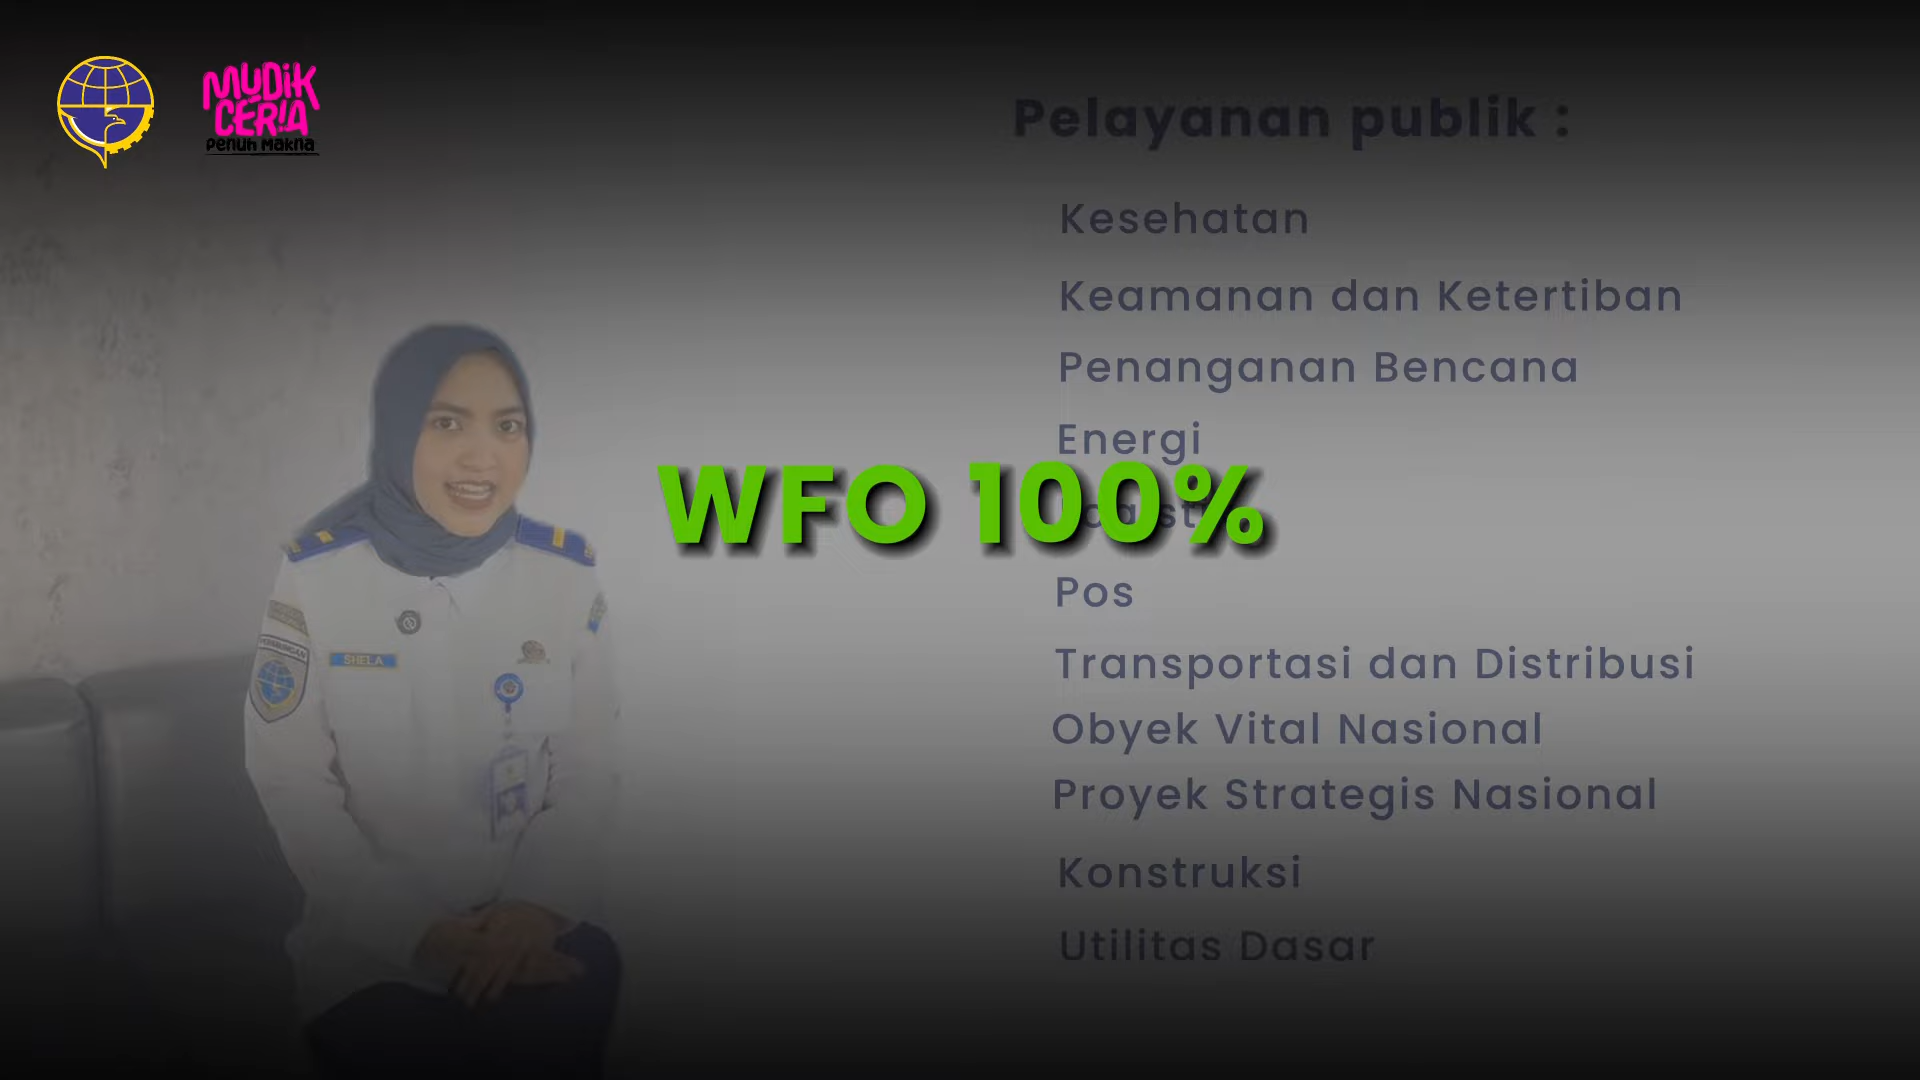 MUDIK
CERIA
Penuh Makna
Pelayanan publik :
Kesehatan
Keamanan dan Ketertiban
Penanganan Bencana
Energi
WFO 100%
Pos
Transportasi dan Distribusi
Obyek Vital Nasional
Proyek Strategis Nasional
Konstruksi
Utilitas Dasar
SHELA